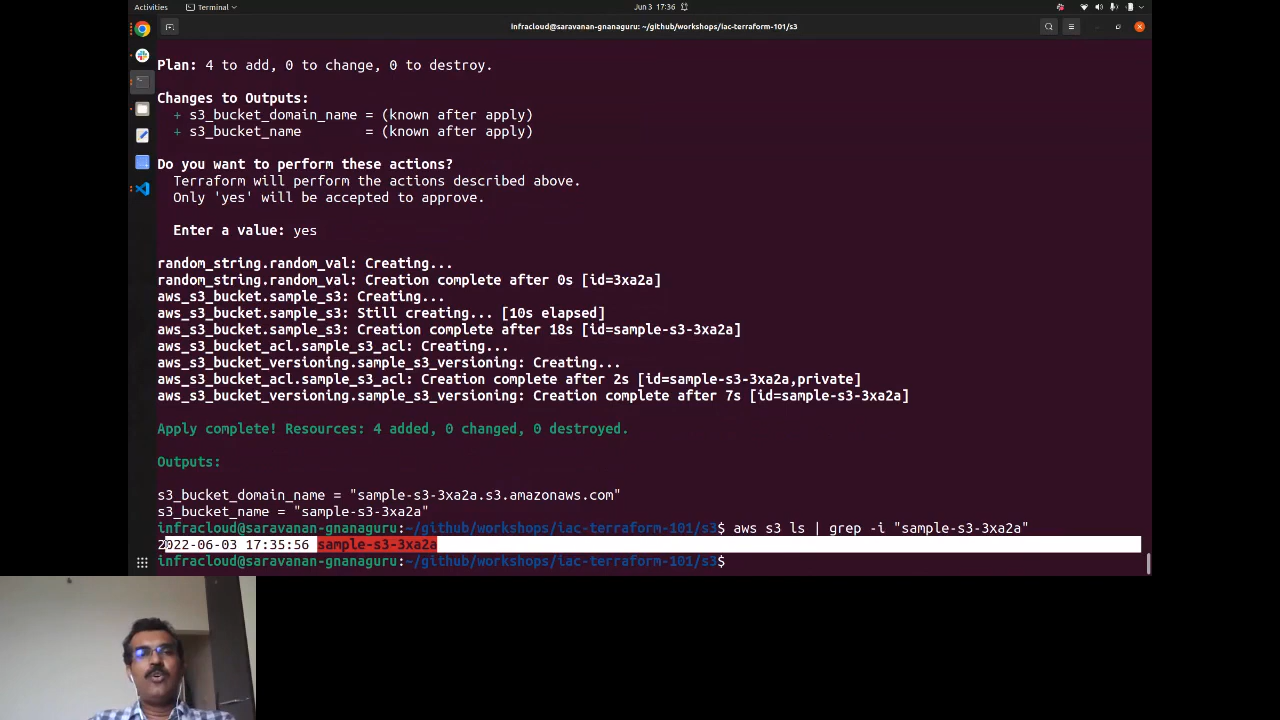 Activities
Terminal
Jun 3 17:36
infracloud@saravanan-gnanaguru: ~/github/workshops/iac-terraform-101/s3
Plan: 4 to add, 0 to change, 0 to destroy.
Changes to Outputs:
+ s3_bucket_domain_name = (known after apply)
+ s3_bucket_name = (known after apply)
Do you want to perform these actions?
Terraform will perform the actions described above.
Only 'yes' will be accepted to approve.
Enter a value: yes
random_string.random_val: Creating...
random_string.random_val: Creation complete after 0s [id=3xa2a]
aws_s3_bucket.sample_s3: Creating...
aws_s3_bucket.sample_s3: Still creating... [10s elapsed]
aws_s3_bucket.sample_s3: Creation complete after 18s [id=sample-s3-3xa2a]
aws_s3_bucket_acl.sample_s3_acl: Creating...
aws_s3_bucket_versioning.sample_s3_versioning: Creating...
aws_s3_bucket_acl.sample_s3_acl: Creation complete after 2s [id=sample-s3-3xa2a,private]
aws_s3_bucket_versioning.sample_s3_versioning: Creation complete after 7s [id=sample-s3-3xa2a]
Apply complete! Resources: 4 added, 0 changed, 0 destroyed.
Outputs:
s3_bucket_domain_name = "sample-s3-3xa2a.s3.amazonaws.com"
s3_bucket_name = "sample-s3-3xa2a"
infracloud@saravanan-gnanaguru:~/github/workshops/iac-terraform-101/s3$ aws s3 ls | grep -i "sample-s3-3xa2a"
2022-06-03 17:35:56 sample-s3-3xa2a
infracloud@saravanan-gnanaguru:~/github/workshops/iac-terraform-101/s3$